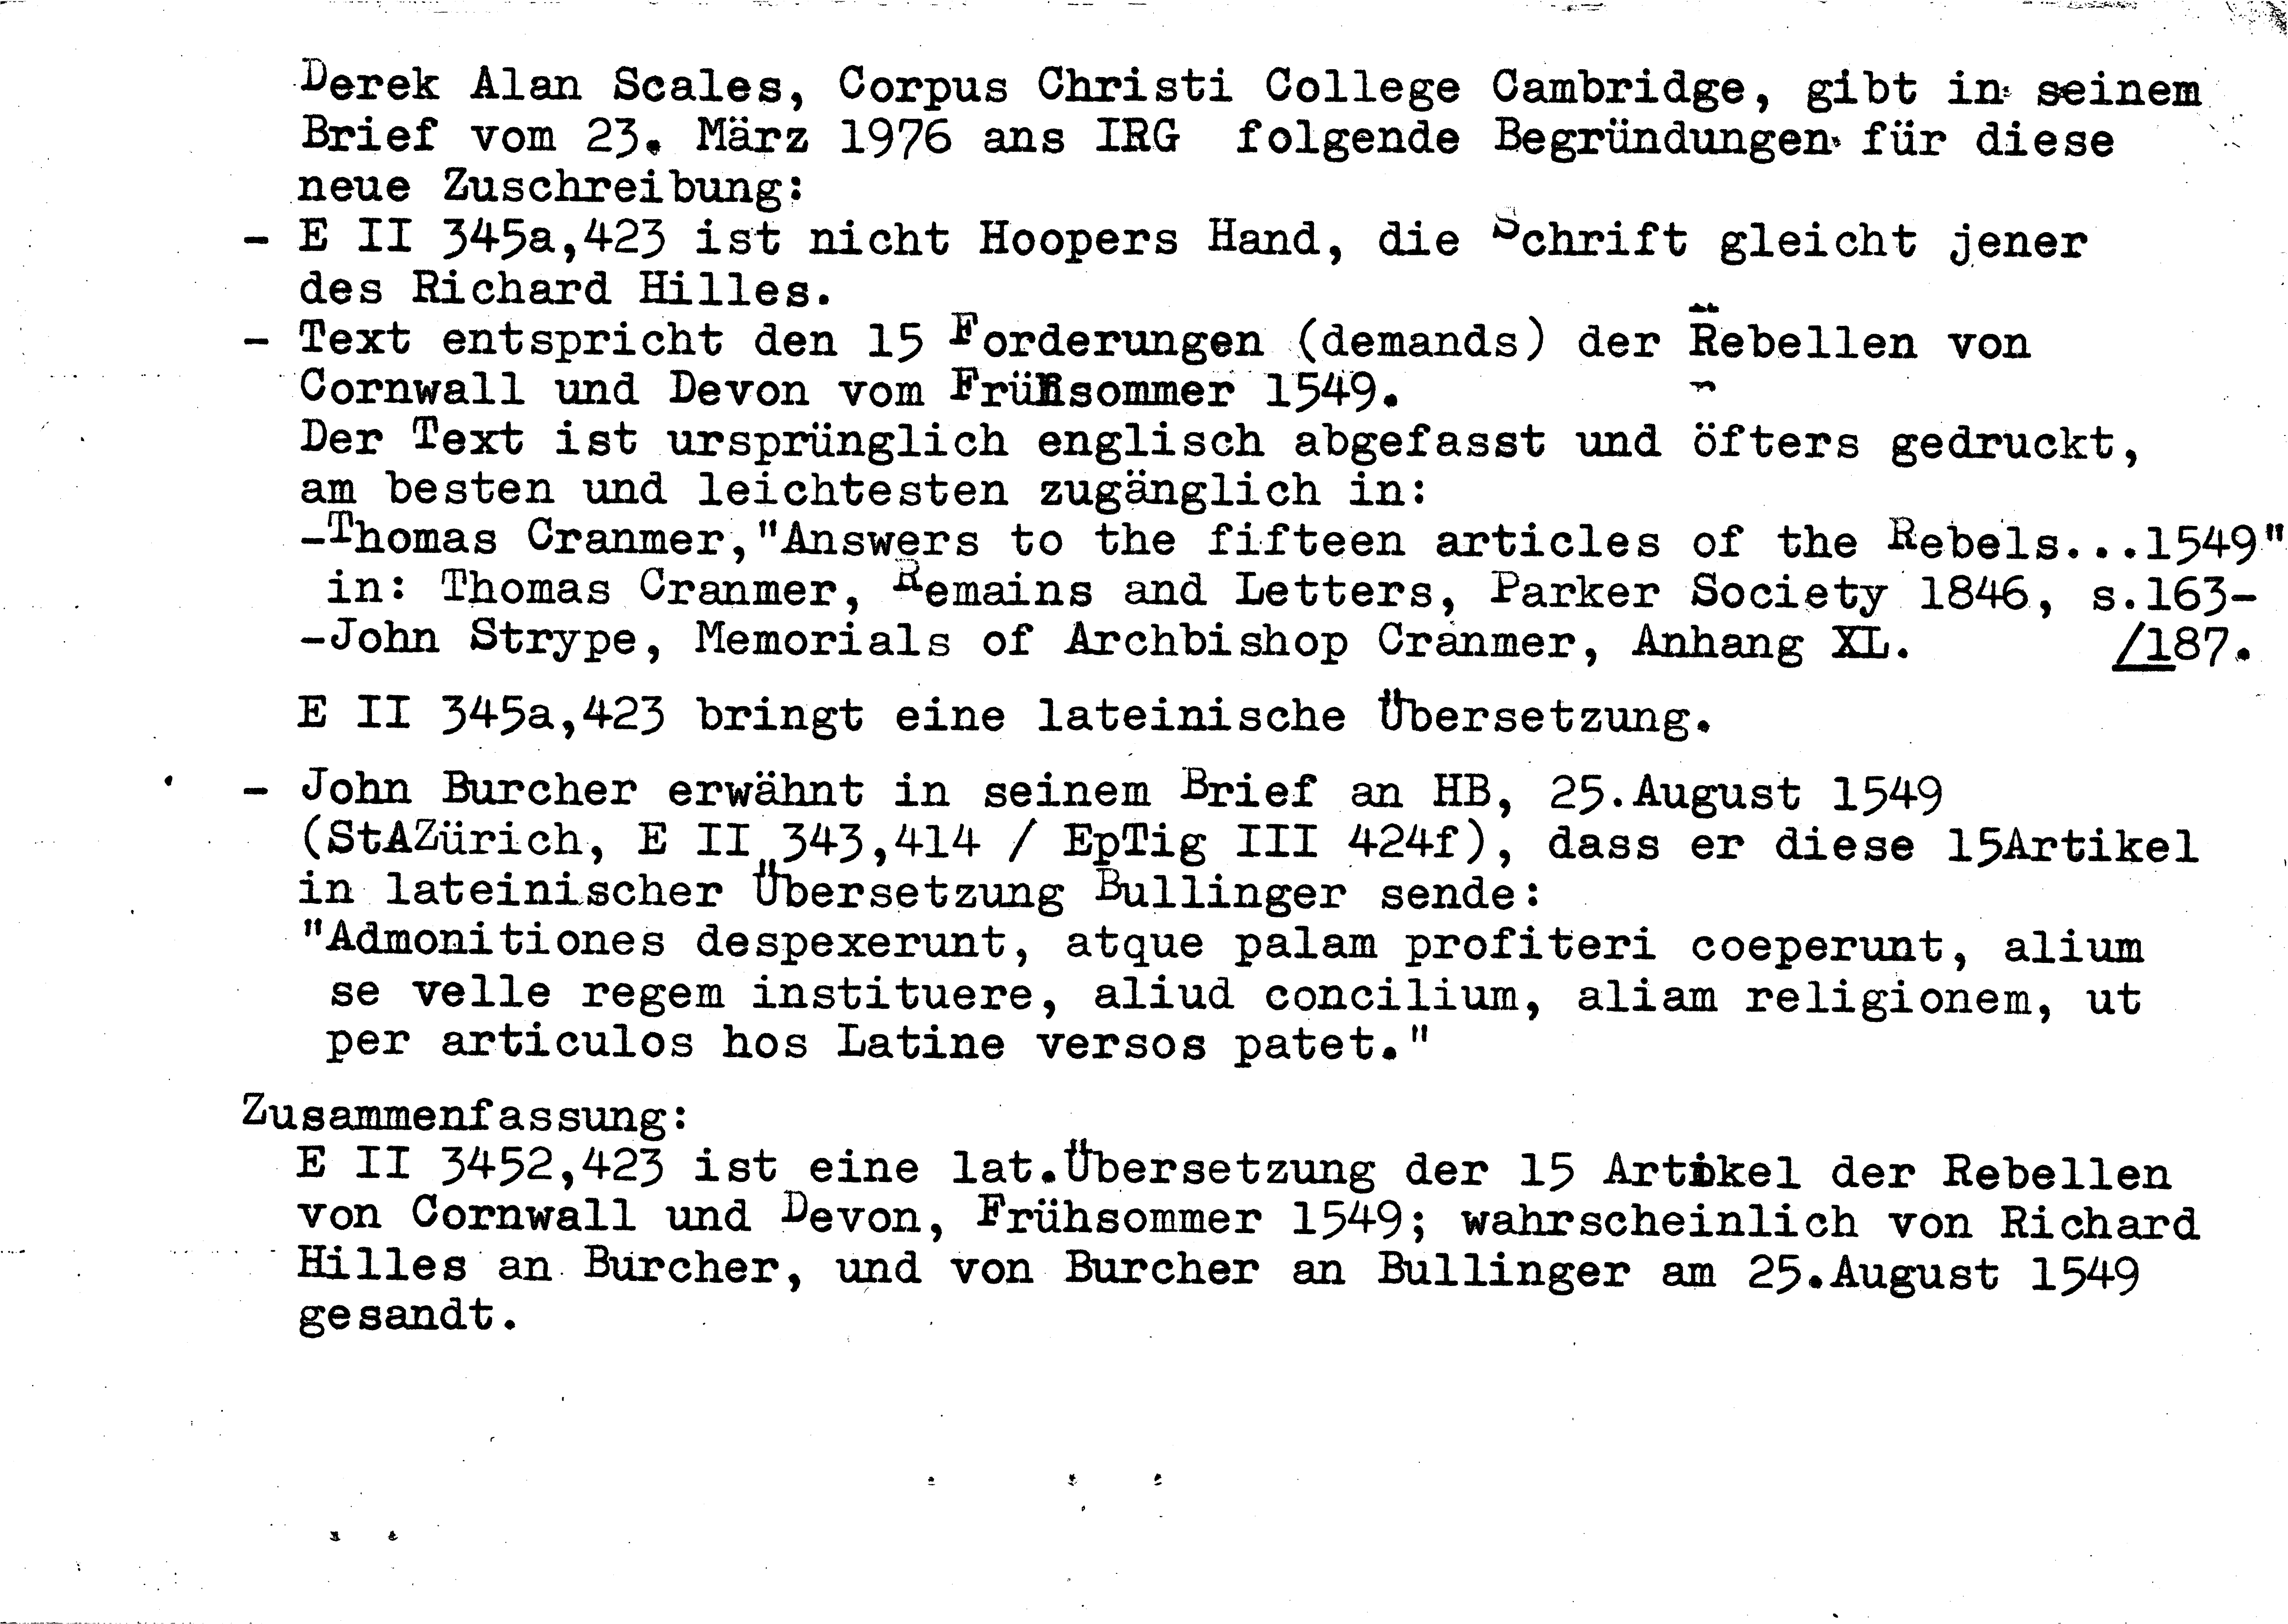 Derek Alan Scales, Corpus Christi College Cambridge, gibt in seinem
Brief vom 23. März 1976 ans IRG folgende Begründungen für diese
neue Zuschreibung:
- E II 345a,423 ist nicht Hoopers Hand, die Schrift gleicht jener
des Richard Hilles.
- Text entspricht den 15 Forderungen (demands) der Rebellen von
Cornwall und Devon vom Frühsommer 1549.
Der Text ist ursprünglich englisch abgefasst und öfters gedruckt,
am besten und leichtesten zugänglich in:
-Thomas Cranmer,"Answers to the fifteen articles of the Rebels...1549"
in: Thomas Cranmer, Remains and Letters, Parker Society 1846, s.163-
-John Strype, Memorials of Archbishop Cranmer, Anhang XL. /187.
E II 345a,423 bringt eine lateinische Übersetzung.
- John Burcher erwähnt in seinem Brief an HB, 25.August 1549
(StAZürich, E II 343,414 / EpTig III 424f), dass er diese 15Artikel
in lateinischer Übersetzung Bullinger sende:
"Admonitiones despexerunt, atque palam profiteri coeperunt, alium
se velle regem instituere, aliud concilium, aliam religionem, ut
per articulos hos Latine versos patet."
Zusammenfassung:
E II 3452,423 ist eine lat.Übersetzung der 15 Artikel der Rebellen
von Cornwall und Devon, Frühsommer 1549; wahrscheinlich von Richard
Hilles an Burcher, und von Burcher an Bullinger am 25.August 1549
gesandt.